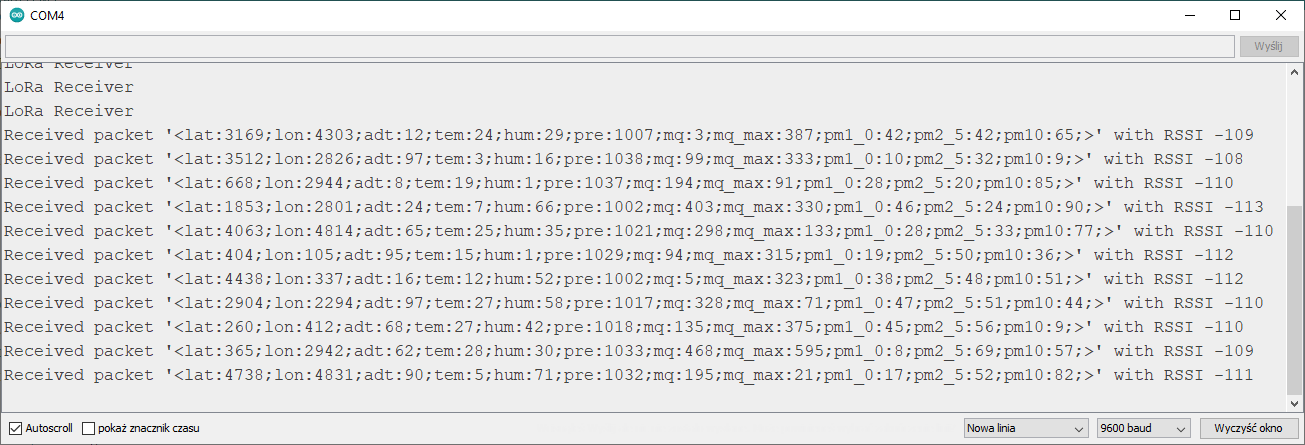 COM4
Wyślij
LoRa Receiver
LoRa Receiver
LoRa Receiver
Received packet '<lat:3169;lon:4303;adt:12;tem:24;hum:29;pre:1007;mq:3;mq_max:387;pm1_0:42;pm2_5:42;pm10:65;>' with RSSI -109
Received packet '<lat:3512;lon:2826;adt:97;tem:3;hum:16;pre:1038;mq:99;mq_max:333;pm1_0:10;pm2_5:32;pm10:9;>' with RSSI -108
Received packet '<lat:668;lon:2944;adt:8;tem:19;hum:1;pre:1037;mq:194;mq_max:91;pm1_0:28;pm2_5:20;pm10:85;>' with RSSI -110
Received packet '<lat:1853;lon:2801;adt:24;tem:7;hum:66;pre:1002;mq:403;mq_max:330;pm1_0:46;pm2_5:24;pm10:90;>' with RSSI -113
Received packet '<lat:4063;lon:4814;adt:65;tem:25;hum:35;pre:1021;mq:298;mq_max:133;pm1_0:28;pm2_5:33;pm10:77;>' with RSSI -110
Received packet '<lat:404;lon:105;adt:95;tem:15;hum:1;pre:1029;mq:94;mq_max:315;pm1_0:19;pm2_5:50;pm10:36;>' with RSSI -112
Received packet '<lat:4438;lon:337;adt:16;tem:12;hum:52;pre:1002;mq:5;mq_max:323;pm1_0:38;pm2_5:48;pm10:51;>' with RSSI -112
Received packet '<lat:2904;lon:2294;adt:97;tem:27;hum:58;pre:1017;mq:328;mq_max:71;pm1_0:47;pm2_5:51;pm10:44;>' with RSSI -110
Received packet '<lat:260;lon:412;adt:68;tem:27;hum:42;pre:1018;mq:135;mq_max:375;pm1_0:45;pm2_5:56;pm10:9;>' with RSSI -110
Received packet '<lat:365;lon:2942;adt:62;tem:28;hum:30;pre:1033;mq:468;mq_max:595;pm1_0:8;pm2_5:69;pm10:57;>' with RSSI -109
Received packet '<lat:4738;lon:4831;adt:90;tem:5;hum:71;pre:1032;mq:195;mq_max:21;pm1_0:17;pm2_5:52;pm10:82;>' with RSSI -111
Autoscroll pokaż znacznik czasu Nowa linia 9600 baud Wyczyść okno